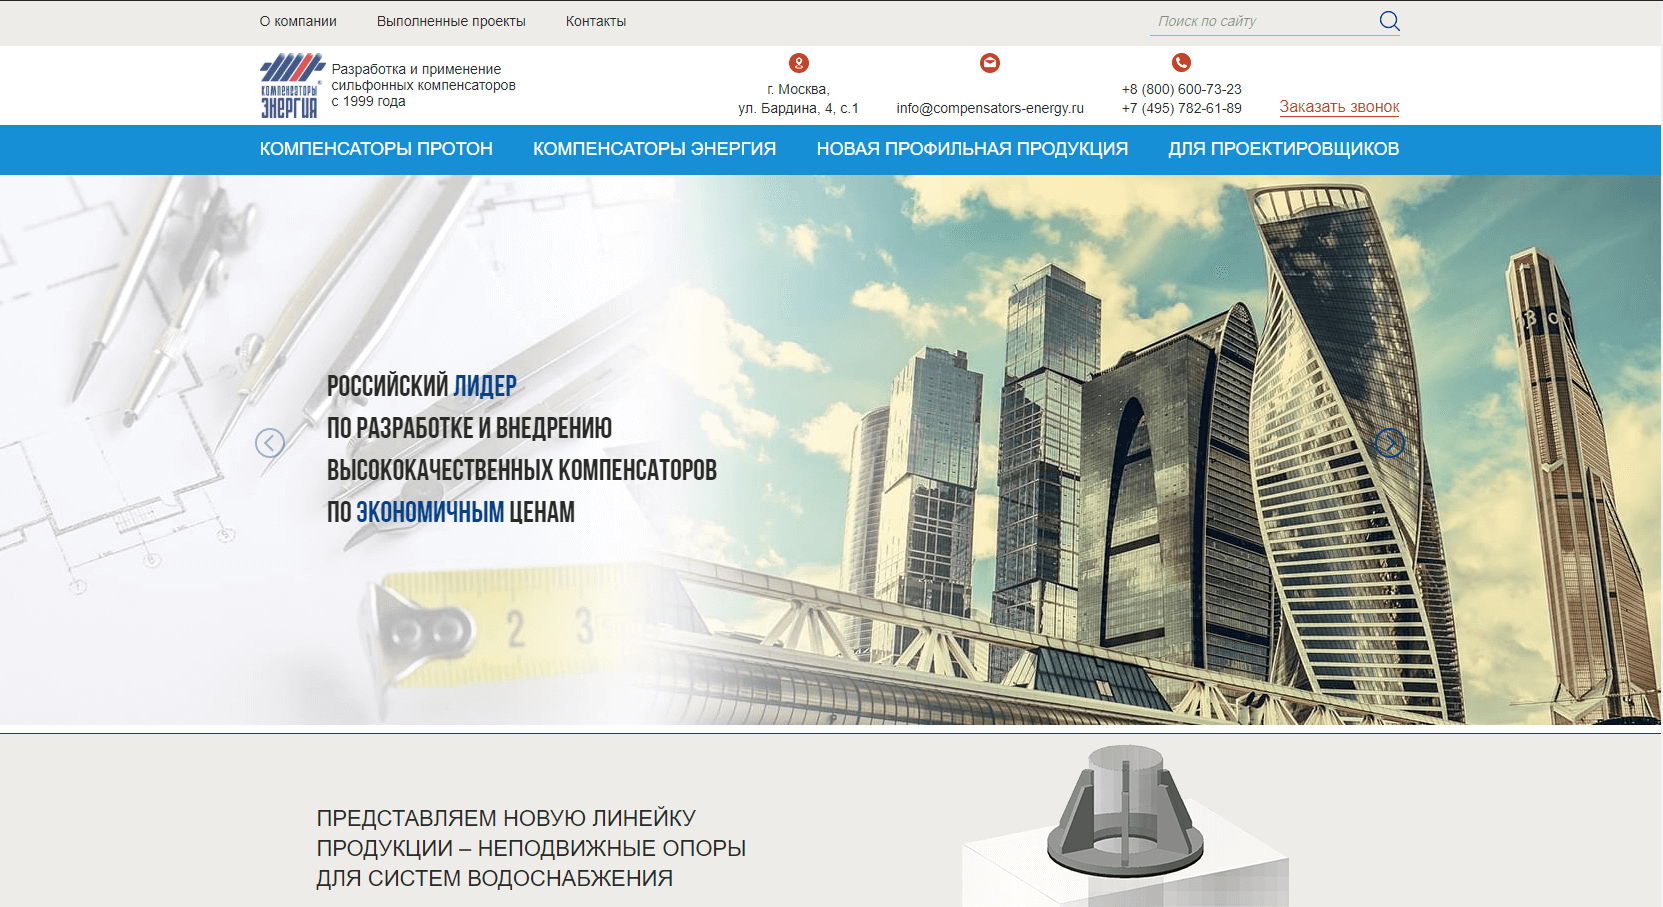 О компании
Выполненные проекты
Контакты
Поиск по сайту
КОМПЕНСАТОРЫ
ЭНЕРГИЯ
Разработка и применение
сильфонных компенсаторов
с 1999 года
г. Москва,
ул. Бардина, 4, с.1
info@compensators-energy.ru
+8 (800) 600-73-23
+7 (495) 782-61-89
Заказать звонок
КОМПЕНСАТОРЫ ПРОТОН
КОМПЕНСАТОРЫ ЭНЕРГИЯ
НОВАЯ ПРОФИЛЬНАЯ ПРОДУКЦИЯ
ДЛЯ ПРОЕКТИРОВЩИКОВ
РОССИЙСКИЙ ЛИДЕР
ПО РАЗРАБОТКЕ И ВНЕДРЕНИЮ
ВЫСОКОКАЧЕСТВЕННЫХ КОМПЕНСАТОРОВ
ПО ЭКОНОМИЧНЫМ ЦЕНАМ
2 3
ПРЕДСТАВЛЯЕМ НОВУЮ ЛИНЕЙКУ
ПРОДУКЦИИ – НЕПОДВИЖНЫЕ ОПОРЫ
ДЛЯ СИСТЕМ ВОДОСНАБЖЕНИЯ